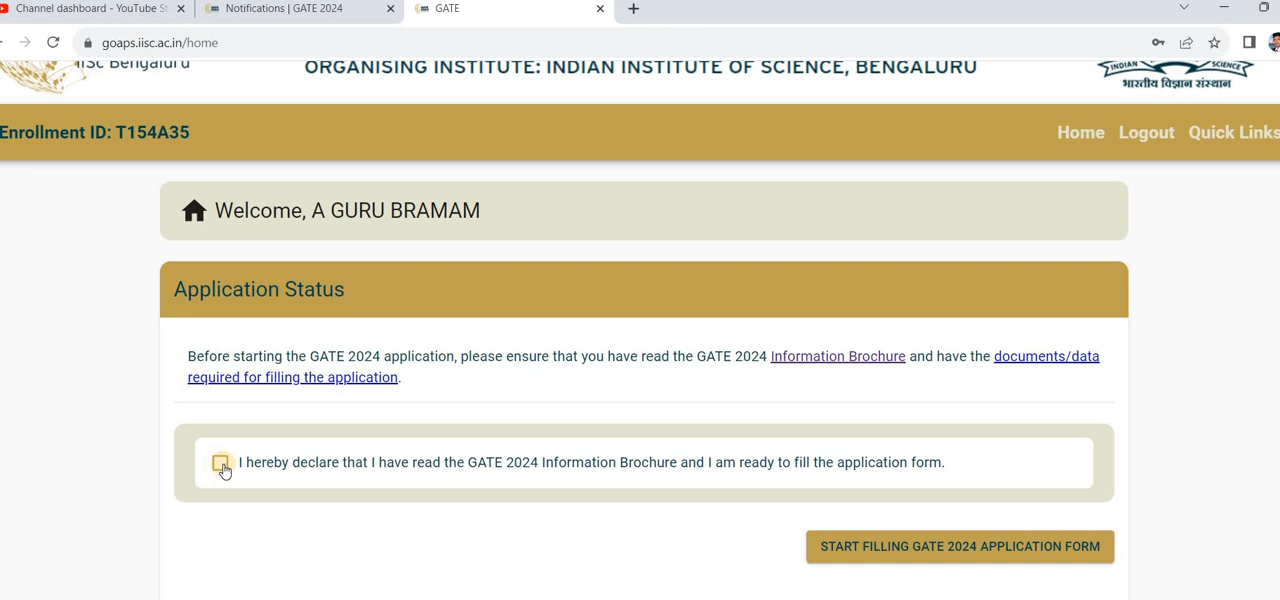 Channel dashboard - YouTube St
Notifications | GATE 2024
GATE
goaps.iisc.ac.in/home
IISc Bengaluru
ORGANISING INSTITUTE: INDIAN INSTITUTE OF SCIENCE, BENGALURU
INDIAN SCIENCE
भारतीय विज्ञान संस्थान
Enrollment ID: T154A35
Home Logout Quick Links
Welcome, A GURU BRAMAM
Application Status
Before starting the GATE 2024 application, please ensure that you have read the GATE 2024 Information Brochure and have the documents/data
required for filling the application.
I hereby declare that I have read the GATE 2024 Information Brochure and I am ready to fill the application form.
START FILLING GATE 2024 APPLICATION FORM